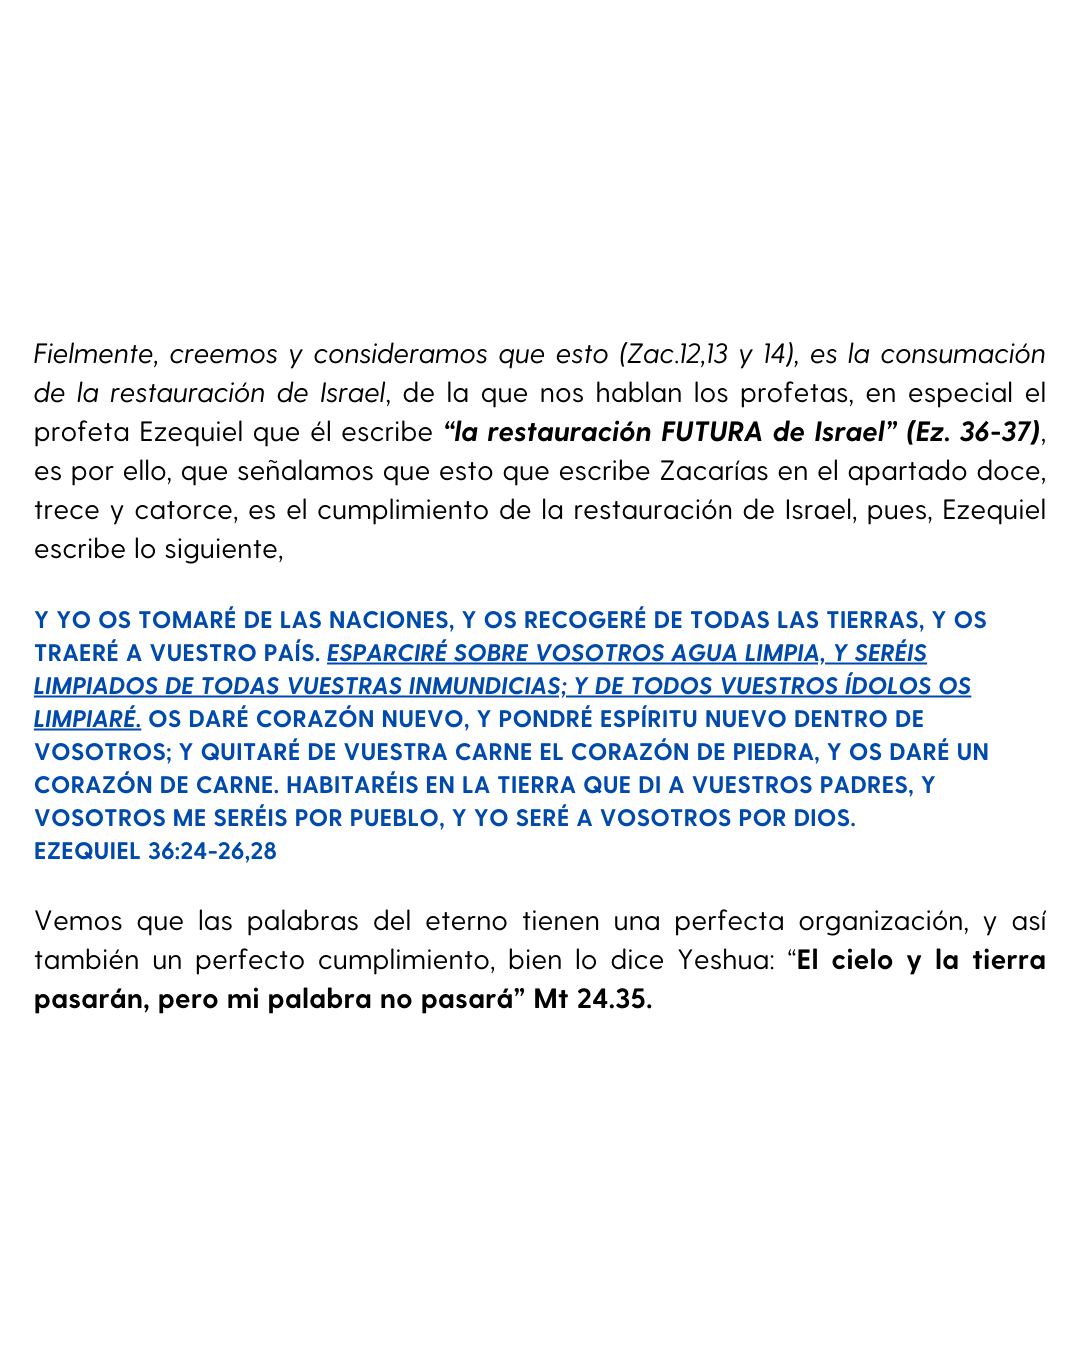 Fielmente, creemos y consideramos que esto (Zac.12,13 y 14), es la consumación
de la restauración de Israel, de la que nos hablan los profetas, en especial el
profeta Ezequiel que él escribe “la restauración FUTURA de Israel” (Ez. 36-37),
es por ello, que señalamos que esto que escribe Zacarías en el apartado doce,
trece y catorce, es el cumplimiento de la restauración de Israel, pues, Ezequiel
escribe lo siguiente,
Y YO OS TOMARÉ DE LAS NACIONES, Y OS RECOGERÉ DE TODAS LAS TIERRAS, Y OS
TRAERÉ A VUESTRO PAÍS. ESPARCIRÉ SOBRE VOSOTROS AGUA LIMPIA, Y SERÉIS
LIMPIADOS DE TODAS VUESTRAS INMUNDICIAS; Y DE TODOS VUESTROS ÍDOLOS OS
LIMPIARÉ. OS DARÉ CORAZÓN NUEVO, Y PONDRÉ ESPÍRITU NUEVO DENTRO DE
VOSOTROS; Y QUITARÉ DE VUESTRA CARNE EL CORAZÓN DE PIEDRA, Y OS DARÉ UN
CORAZÓN DE CARNE. HABITARÉIS EN LA TIERRA QUE DI A VUESTROS PADRES, Y
VOSOTROS ME SERÉIS POR PUEBLO, Y YO SERÉ A VOSOTROS POR DIOS.
EZEQUIEL 36:24-26,28
Vemos que las palabras del eterno tienen una perfecta organización, y así
también un perfecto cumplimiento, bien lo dice Yeshua: “El cielo y la tierra
pasarán, pero mi palabra no pasará” Mt 24.35.